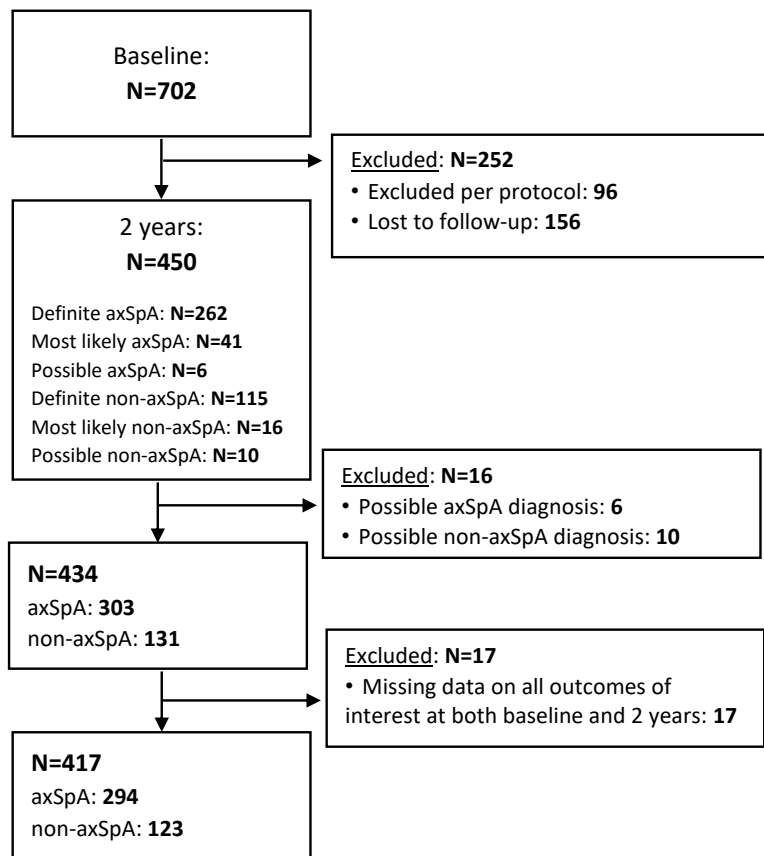 Baseline:
N=702
Excluded: N=252
• Excluded per protocol: 96
• Lost to follow-up: 156
2 years:
N=450
Definite axSpA: N=262
Most likely axSpA: N=41
Possible axSpA: N=6
Definite non-axSpA: N=115
Most likely non-axSpA: N=16
Possible non-axSpA: N=10
Excluded: N=16
• Possible axSpA diagnosis: 6
• Possible non-axSpA diagnosis: 10
N=434
axSpA: 303
non-axSpA: 131
Excluded: N=17
• Missing data on all outcomes of
interest at both baseline and 2 years: 17
N=417
axSpA: 294
non-axSpA: 123